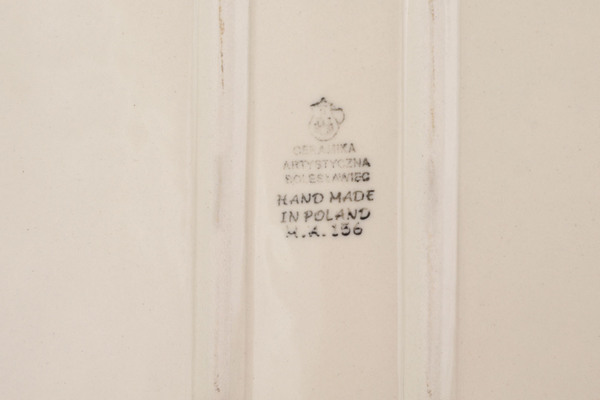 CERAMIKA
ARTYSTYCZNA
BOLESŁAWIEC
HAND MADE
IN POLAND
M.A. 156